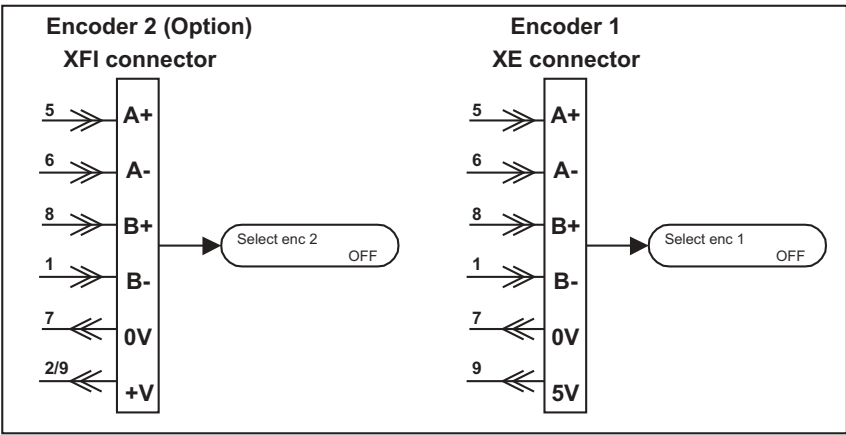 Encoder 2 (Option)
XFI connector
5
A+
6
A-
8
B+
1
B-
7
0V
2/9
+V
Select enc 2
OFF
Encoder 1
XE connector
5
A+
6
A-
8
B+
1
B-
7
0V
9
5V
Select enc 1
OFF